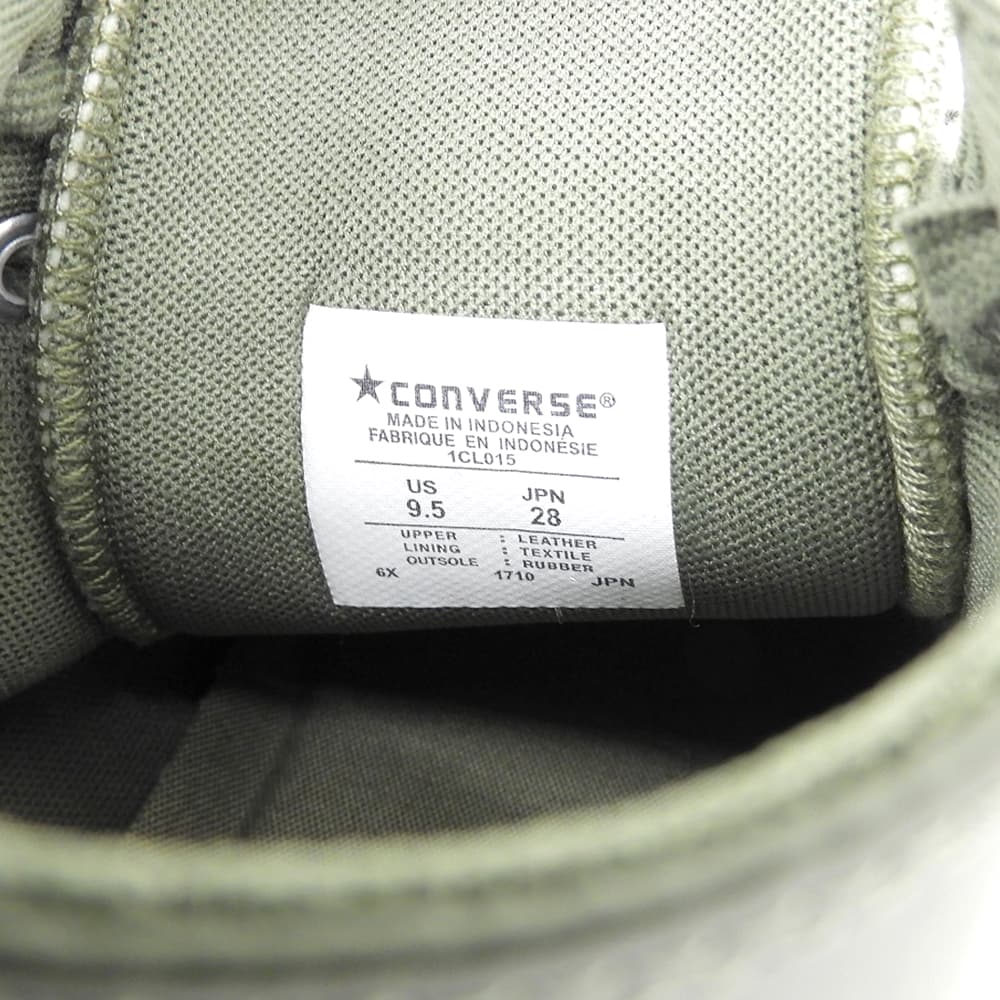 ★CONVERSE®
MADE IN INDONESIA
FABRIQUE EN INDONÉSIE
1CL015
US JPN
9.5 28
UPPER : LEATHER
LINING : TEXTILE
OUTSOLE : RUBBER
6X 1710 JPN